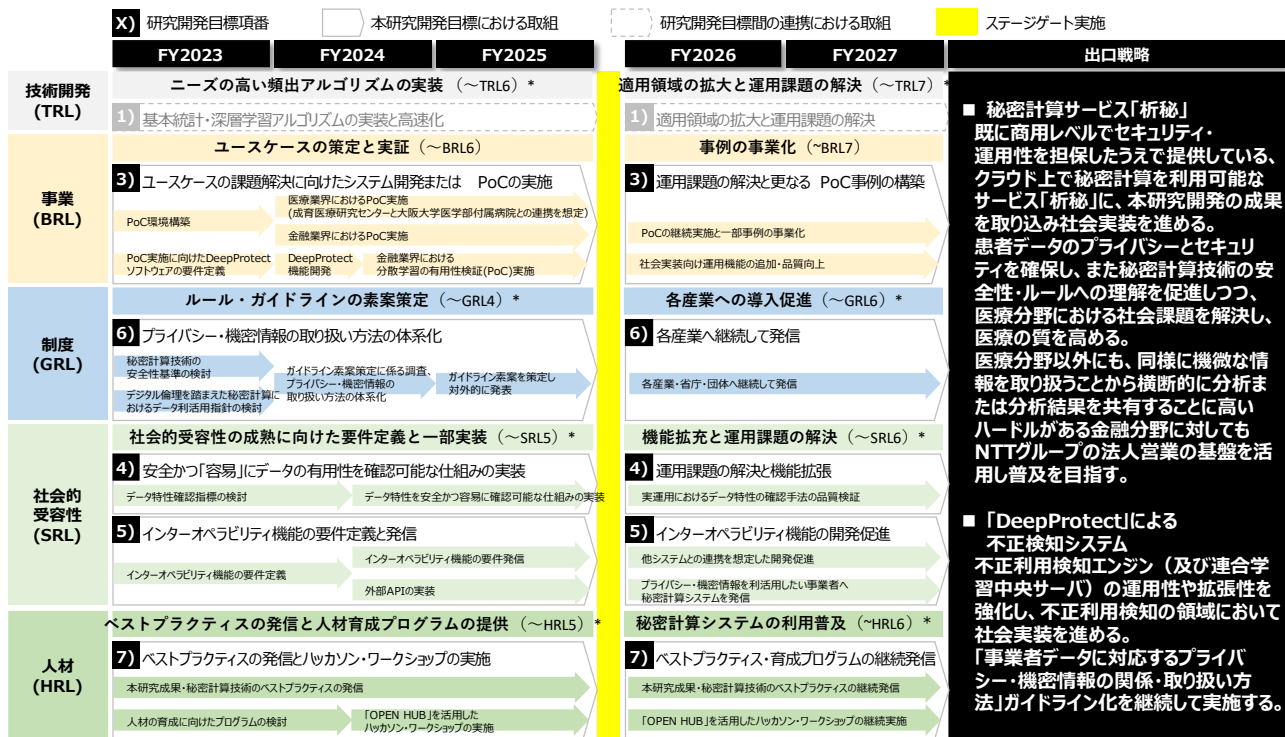 X) 研究開発目標項番
本研究開発目標における取組
研究開発目標間の連携における取組
ステージゲート実施
FY2023
FY2024
FY2025
FY2026
FY2027
出口戦略
技術開発
(TRL)
ニーズの高い頻出アルゴリズムの実装（～TRL6）*
適用領域の拡大と運用課題の解決（～TRL7）*
1) 基本統計・深層学習アルゴリズムの実装と高速化
1) 適用領域の拡大と運用課題の解決
事業
(BRL)
ユースケースの策定と実証（～BRL6）
事例の事業化（~BRL7）
3) ユースケースの課題解決に向けたシステム開発または PoCの実施
PoC環境構築
医療業界におけるPoC実施
(成育医療研究センターと大阪大学医学部付属病院との連携を想定)
金融業界におけるPoC実施
PoC実施に向けたDeepProtect
ソフトウェアの要件定義
DeepProtect
機能開発
金融業界における
分散学習の有用性検証(PoC)実施
3) 運用課題の解決と更なる PoC事例の構築
PoCの継続実施と一部事例の事業化
社会実装向け運用機能の追加・品質向上
制度
(GRL)
ルール・ガイドラインの素案策定（～GRL4）*
各産業への導入促進（～GRL6）*
6) プライバシー・機密情報の取り扱い方法の体系化
秘密計算技術の
安全性基準の検討
デジタル倫理を踏まえた秘密計算に
おけるデータ利活用指針の検討
ガイドライン素案策定に係る調査、
プライバシー・機密情報の
取り扱い方法の体系化
ガイドライン素案を策定し
対外的に発表
6) 各産業へ継続して発信
各産業・省庁・団体へ継続して発信
社会的
受容性
(SRL)
社会的受容性の成熟に向けた要件定義と一部実装（～SRL5）*
機能拡充と運用課題の解決（～SRL6）*
4) 安全かつ「容易」にデータの有用性を確認可能な仕組みの実装
データ特性確認指標の検討
データ特性を安全かつ容易に確認可能な仕組みの実装
4) 運用課題の解決と機能拡張
実運用におけるデータ特性の確認手法の品質検証
5) インターオペラビリティ機能の要件定義と発信
インターオペラビリティ機能の要件定義
インターオペラビリティ機能の要件発信
外部APIの実装
5) インターオペラビリティ機能の開発促進
他システムとの連携を想定した開発促進
プライバシー・機密情報を利活用したい事業者へ
秘密計算システムを発信
人材
(HRL)
ベストプラクティスの発信と人材育成プログラムの提供（～HRL5）*
秘密計算システムの利用普及（~HRL6）*
7) ベストプラクティスの発信とハッカソン・ワークショップの実施
本研究成果・秘密計算技術のベストプラクティスの発信
人材の育成に向けたプログラムの検討
「OPEN HUB」を活用した
ハッカソン・ワークショップの実施
7) ベストプラクティス・育成プログラムの継続発信
本研究成果・秘密計算技術のベストプラクティスの継続発信
「OPEN HUB」を活用したハッカソン・ワークショップの継続実施
■ 秘密計算サービス「析秘」
既に商用レベルでセキュリティ・
運用性を担保したうえで提供している、
クラウド上で秘密計算を利用可能な
サービス「析秘」に、本研究開発の成果
を取り込み社会実装を進める。
患者データのプライバシーとセキュリ
ティを確保し、また秘密計算技術の安
全性・ルールへの理解を促進しつつ、
医療分野における社会課題を解決し、
医療の質を高める。
医療分野以外にも、同様に機微な情
報を取り扱うことから横断的に分析ま
たは分析結果を共有することに高い
ハードルがある金融分野に対しても
NTTグループの法人営業の基盤を活
用し普及を目指す。
■ 「DeepProtect」による
不正検知システム
不正利用検知エンジン（及び連合学
習中央サーバ）の運用性や拡張性を
強化し、不正利用検知の領域において
社会実装を進める。
「事業者データに対応するプライバ
シー・機密情報の関係・取り扱い方
法」ガイドライン化を継続して実施する。